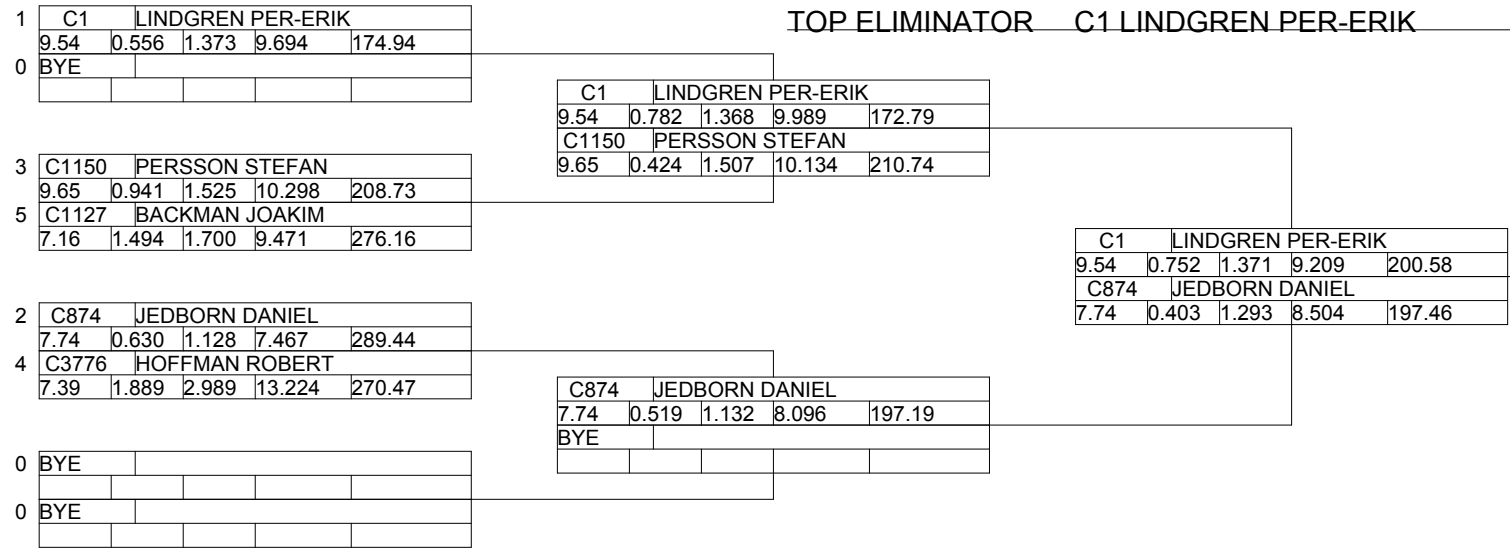 TOP ELIMINATOR C1 LINDGREN PER-ERIK
1 C1 LINDGREN PER-ERIK
9.54 0.556 1.373 9.694 174.94
0 BYE
3 C1150 PERSSON STEFAN
9.65 0.941 1.525 10.298 208.73
5 C1127 BACKMAN JOAKIM
7.16 1.494 1.700 9.471 276.16
2 C874 JEDBORN DANIEL
7.74 0.630 1.128 7.467 289.44
4 C3776 HOFFMAN ROBERT
7.39 1.889 2.989 13.224 270.47
0 BYE
0 BYE
C1 LINDGREN PER-ERIK
9.54 0.782 1.368 9.989 172.79
C1150 PERSSON STEFAN
9.65 0.424 1.507 10.134 210.74
C874 JEDBORN DANIEL
7.74 0.519 1.132 8.096 197.19
BYE
C1 LINDGREN PER-ERIK
9.54 0.752 1.371 9.209 200.58
C874 JEDBORN DANIEL
7.74 0.403 1.293 8.504 197.46